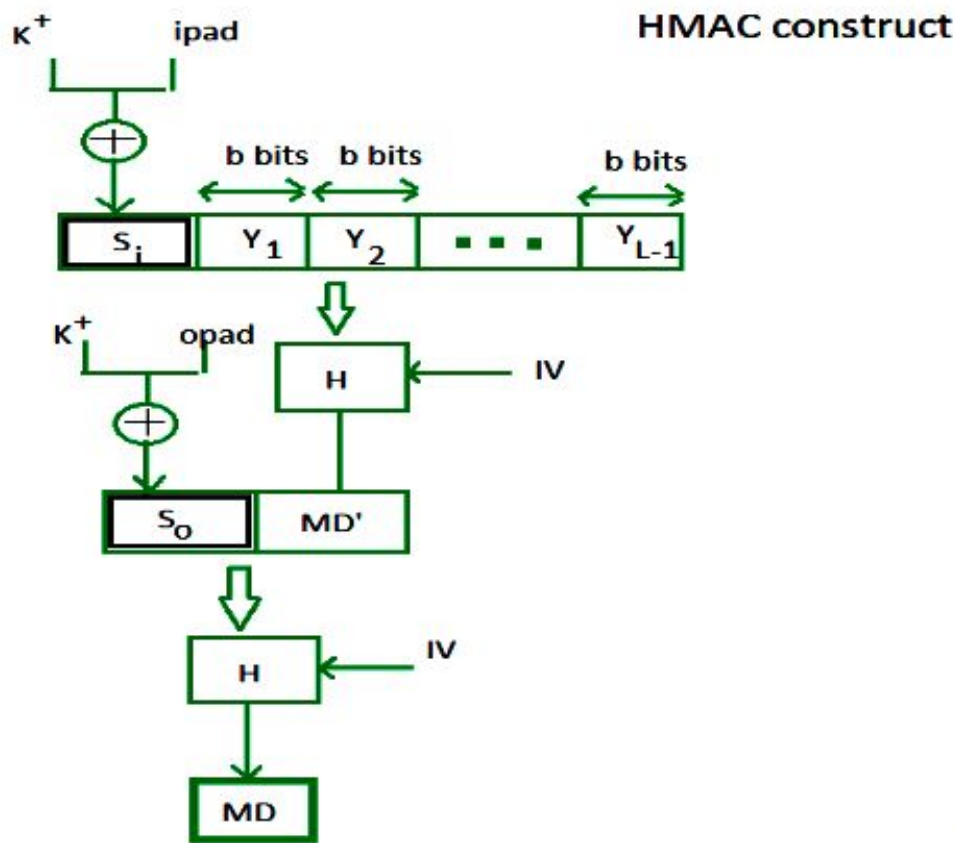 HMAC construct
K+ ipad
b bits b bits b bits
Si Y1 Y2 ... YL-1
K+ opad
H IV
So MD'
H IV
MD